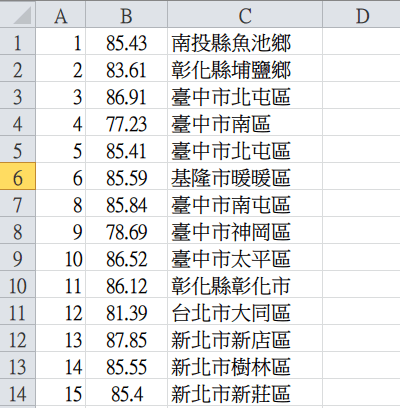 A B C D
1 1 85.43 南投縣魚池鄉
2 2 83.61 彰化縣埔鹽鄉
3 3 86.91 臺中市北屯區
4 4 77.23 臺中市南區
5 5 85.41 臺中市北屯區
6 6 85.59 基隆市暖暖區
7 8 85.84 臺中市南屯區
8 9 78.69 臺中市神岡區
9 10 86.52 臺中市太平區
10 11 86.12 彰化縣彰化市
11 12 81.39 台北市大同區
12 13 87.85 新北市新店區
13 14 85.55 新北市樹林區
14 15 85.4 新北市新莊區